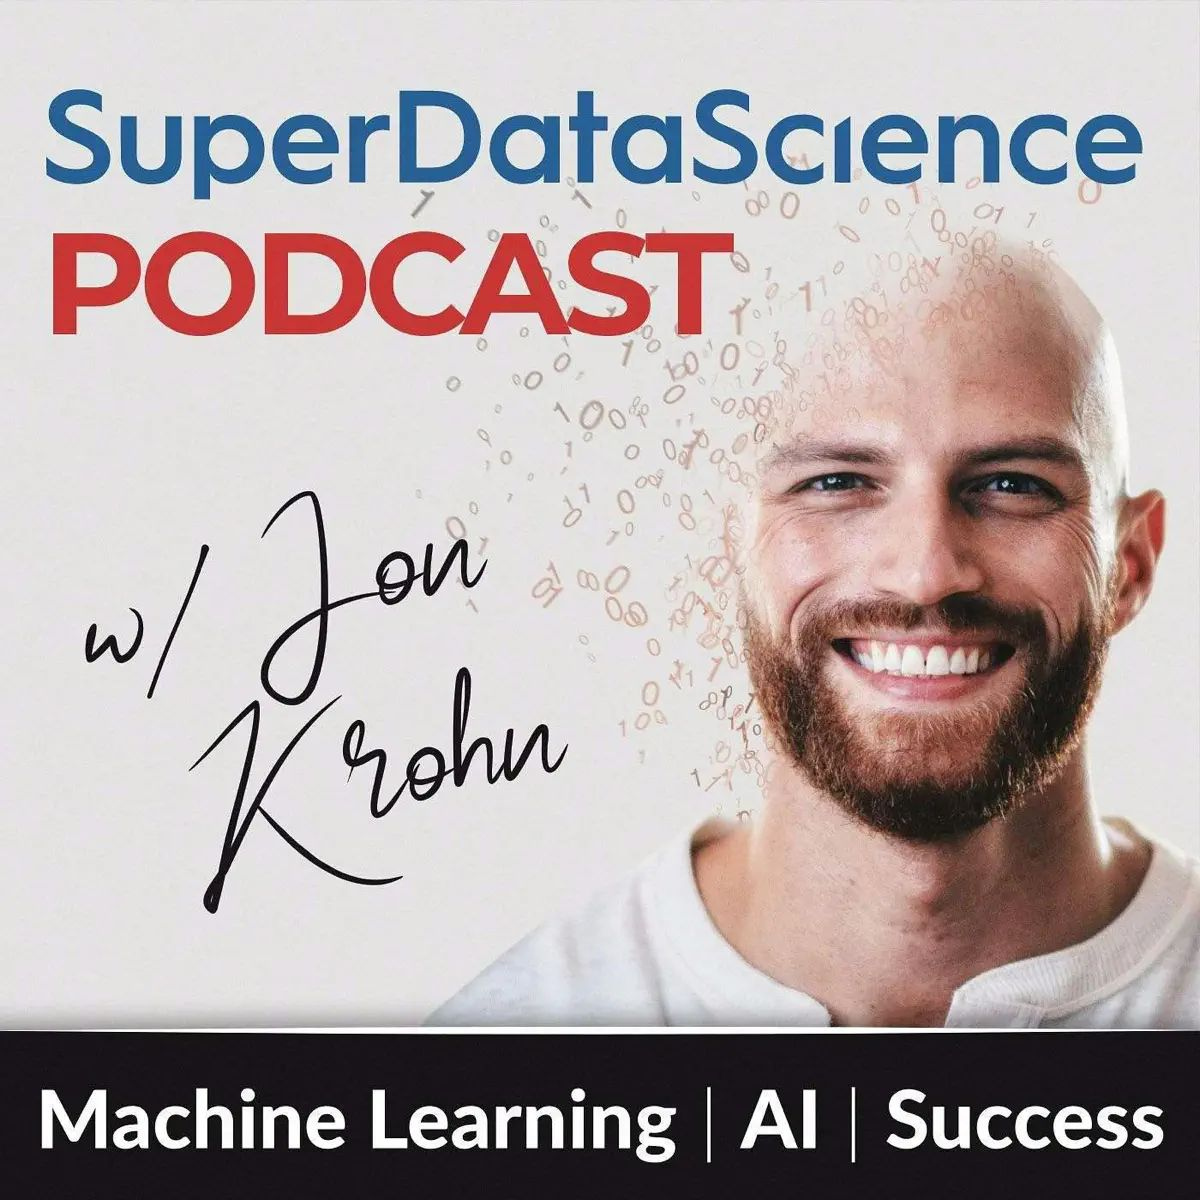 SuperDataScience
PODCAST
w/ Jon
Krohn
Machine Learning | AI | Success